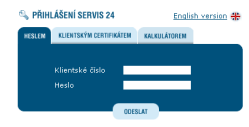 PŘIHLÁŠENÍ SERVIS 24
English version
HESLEM
KLIENTSKÝM CERTIFIKÁTEM
KALKULÁTOREM
Klientské číslo
Heslo
ODESLAT